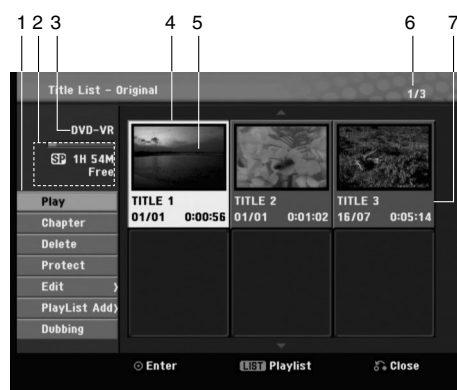 1 2 3 4 5 6 7
Title List – Original
1/3
DVD-VR
SP 1H 54M
Free
Play
Chapter
Delete
Protect
Edit
PlayList Add
Dubbing
TITLE 1
01/01 0:00:56
TITLE 2
01/01 0:01:02
TITLE 3
16/07 0:05:14
Enter
LIST Playlist
Close